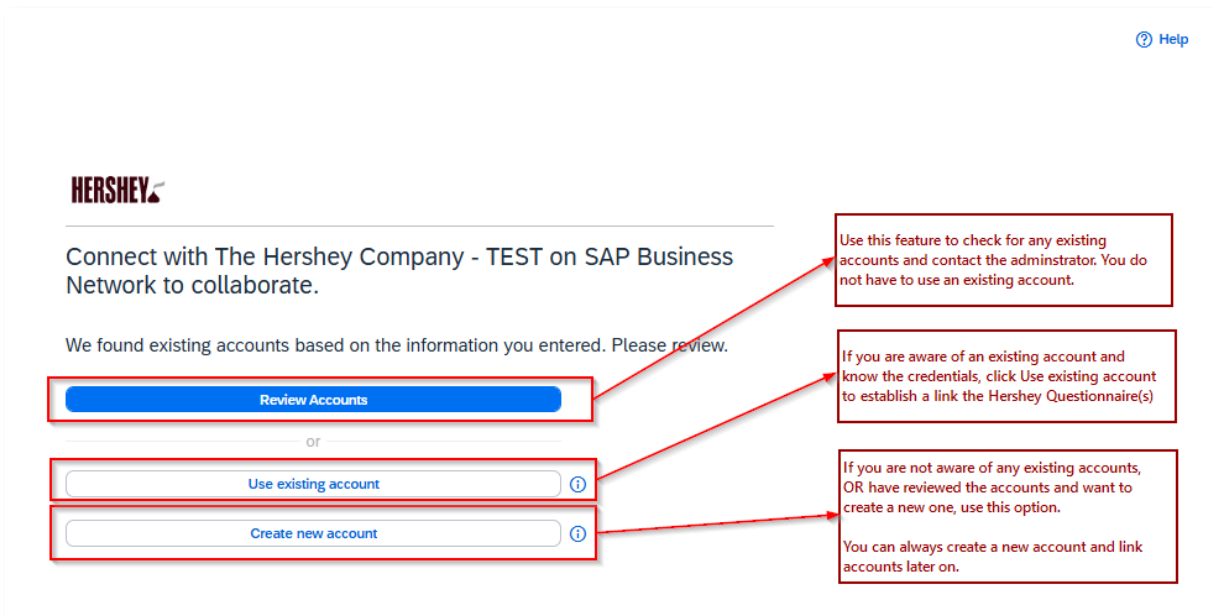 Help
HERSHEY
Connect with The Hershey Company - TEST on SAP Business
Network to collaborate.
We found existing accounts based on the information you entered. Please review.
Review Accounts
or
Use existing account
Create new account
Use this feature to check for any existing
accounts and contact the adminstrator. You do
not have to use an existing account.
If you are aware of an existing account and
know the credentials, click Use existing account
to establish a link the Hershey Questionnaire(s)
If you are not aware of any existing accounts,
OR have reviewed the accounts and want to
create a new one, use this option.
You can always create a new account and link
accounts later on.